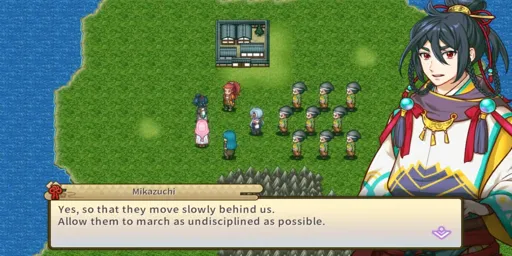 Mikazuchi
Yes, so that they move slowly behind us.
Allow them to march as undisciplined as possible.